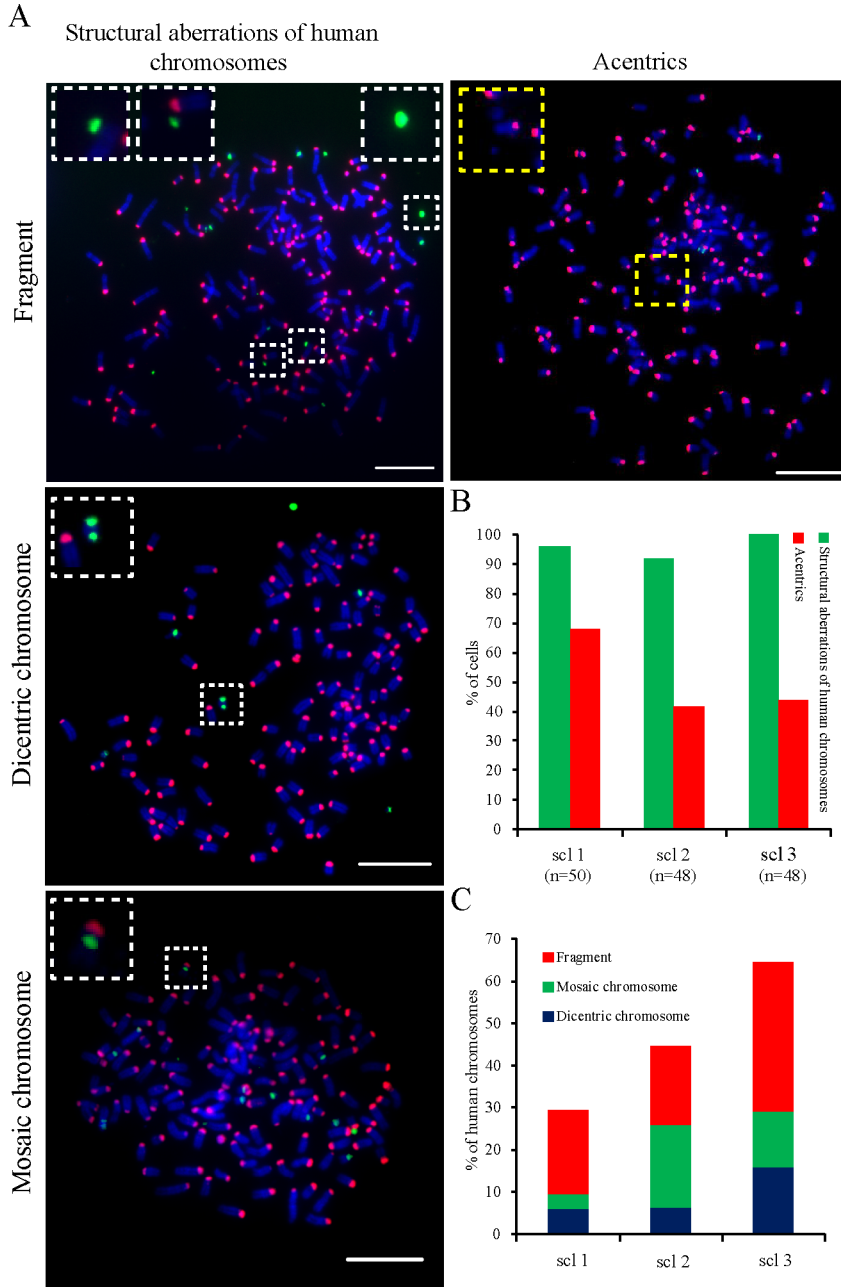 A
Structural aberrations of human
chromosomes
Acentrics
Fragment
Dicentric chromosome
Mosaic chromosome
B
100
90
80
70
60
50
40
30
20
10
0
% of cells
Acentrics
Structural aberrations of human chromosomes
scl 1
(n=50)
scl 2
(n=48)
scl 3
(n=48)
C
70
60
50
40
30
20
10
0
% of human chromosomes
Fragment
Mosaic chromosome
Dicentric chromosome
scl 1
scl 2
scl 3